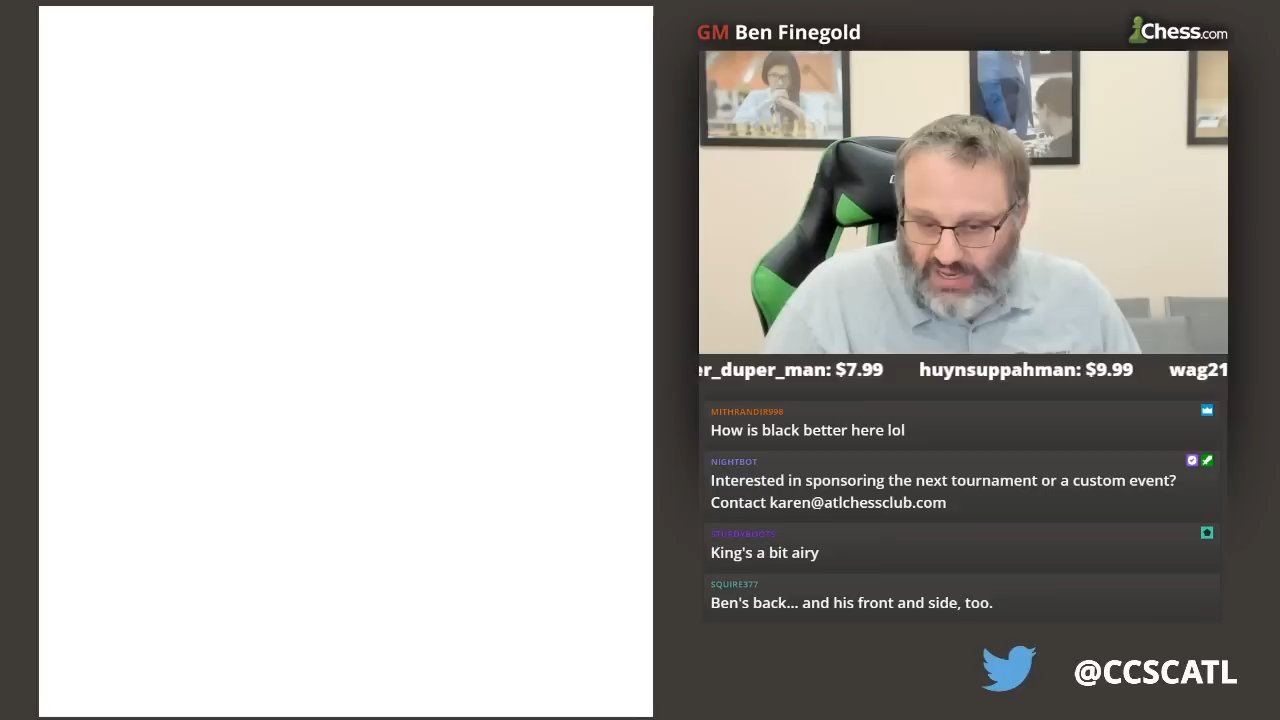 GM Ben Finegold
Chess.com
er_duper_man: $7.99 huynsuppahman: $9.99 wag21
MITHRANDIR998
How is black better here lol
NIGHTBOT
Interested in sponsoring the next tournament or a custom event?
Contact karen@atlchessclub.com
STURDYBOOTS
King's a bit airy
SQUIRE377
Ben's back... and his front and side, too.
@CCSCATL